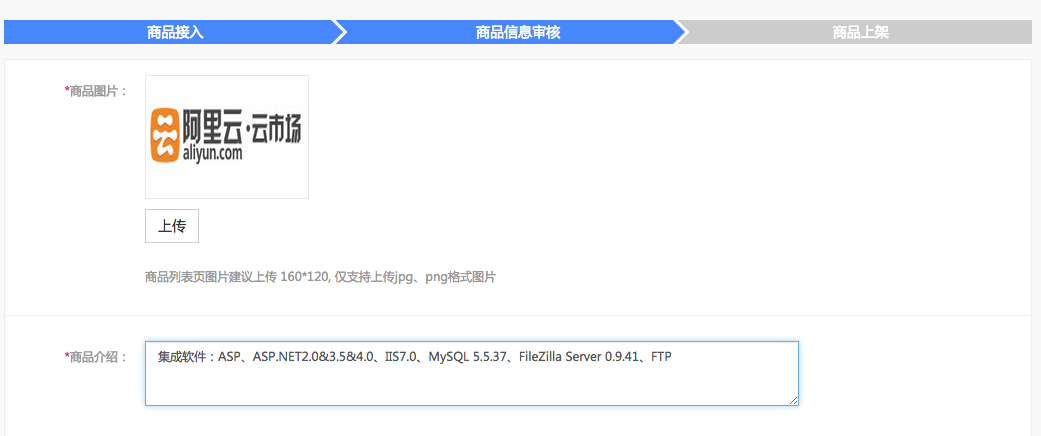 商品接入
商品信息审核
商品上架
*商品图片：
阿里云·云市场
aliyun.com
上传
商品列表页图片建议上传 160*120, 仅支持上传jpg、png格式图片
*商品介绍：
集成软件：ASP、ASP.NET2.0&3.5&4.0、IIS7.0、MySQL 5.5.37、FileZilla Server 0.9.41、FTP